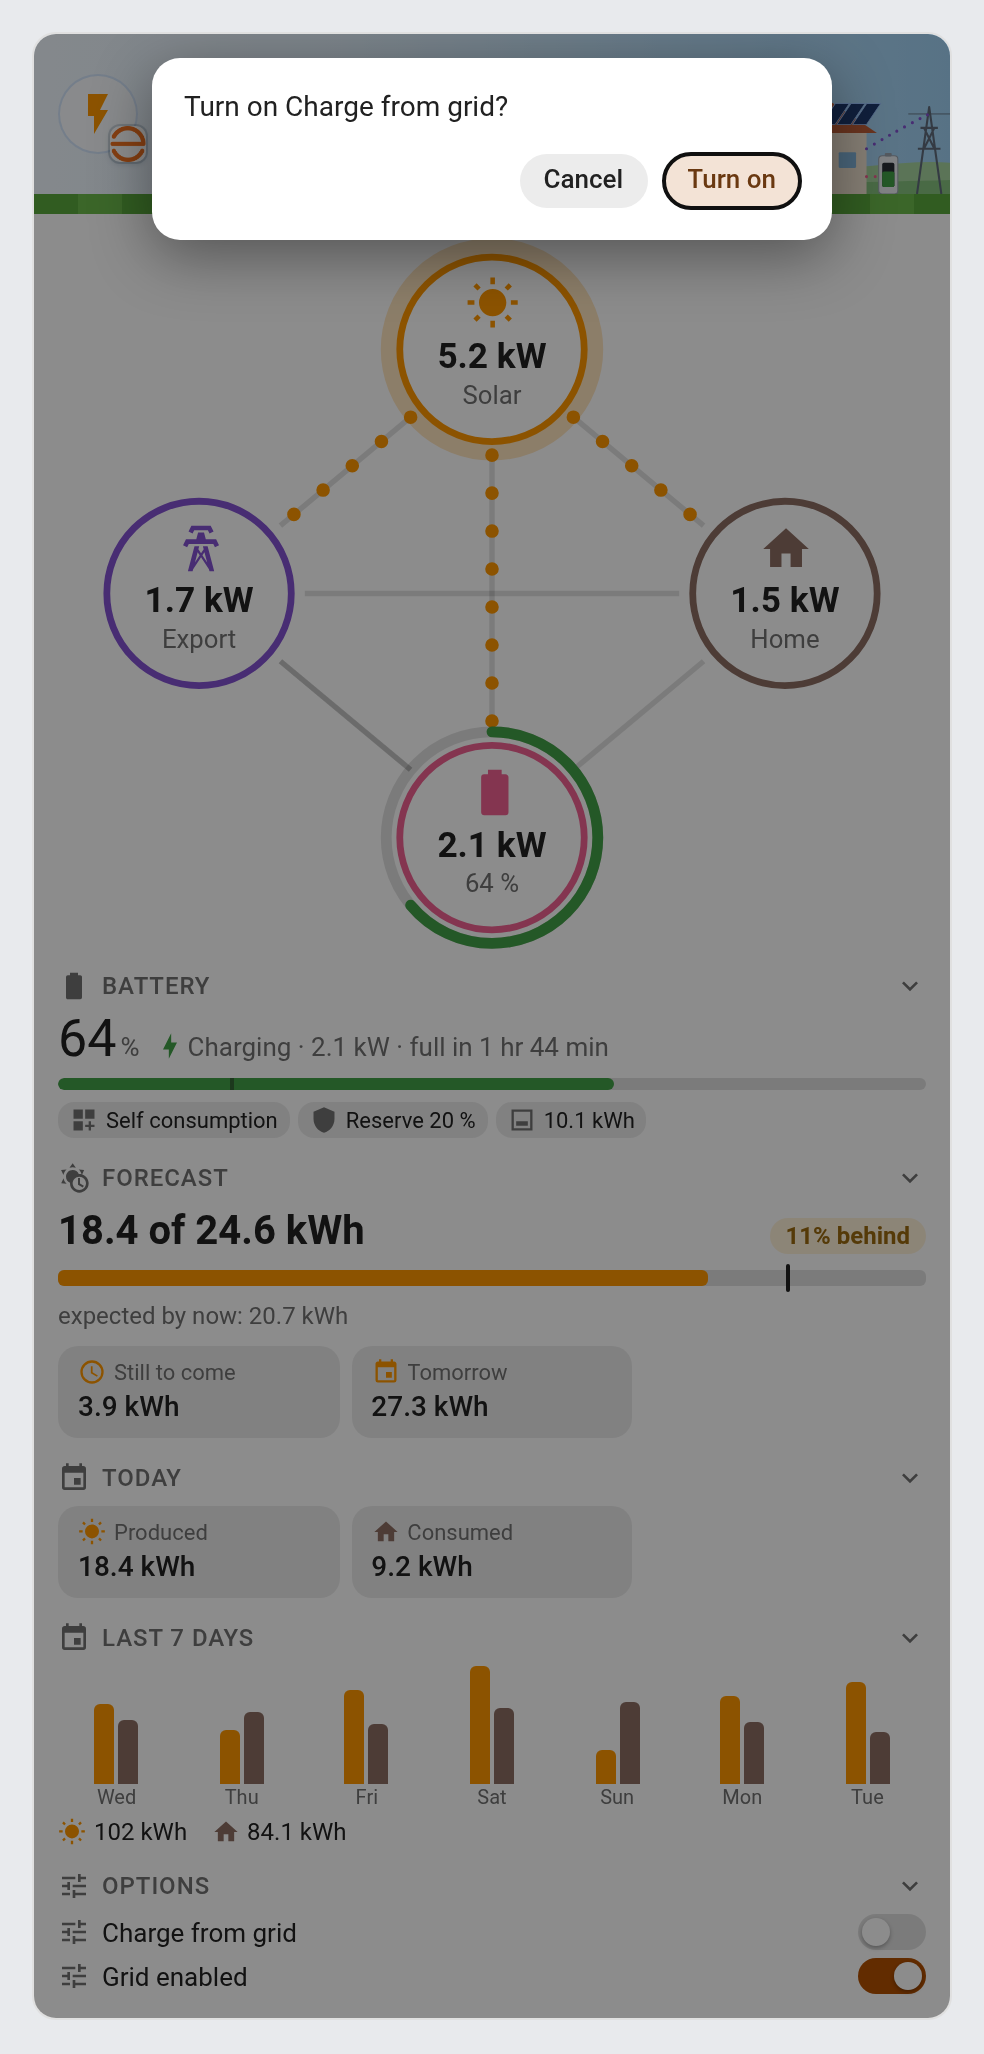 Turn on Charge from grid?
Cancel
Turn on
5.2 kW
Solar
1.7 kW
Export
1.5 kW
Home
2.1 kW
64 %
BATTERY
64 % Charging · 2.1 kW · full in 1 hr 44 min
Self consumption
Reserve 20 %
10.1 kWh
FORECAST
18.4 of 24.6 kWh
11% behind
expected by now: 20.7 kWh
Still to come
3.9 kWh
Tomorrow
27.3 kWh
TODAY
Produced
18.4 kWh
Consumed
9.2 kWh
LAST 7 DAYS
Wed
Thu
Fri
Sat
Sun
Mon
Tue
102 kWh
84.1 kWh
OPTIONS
Charge from grid
Grid enabled